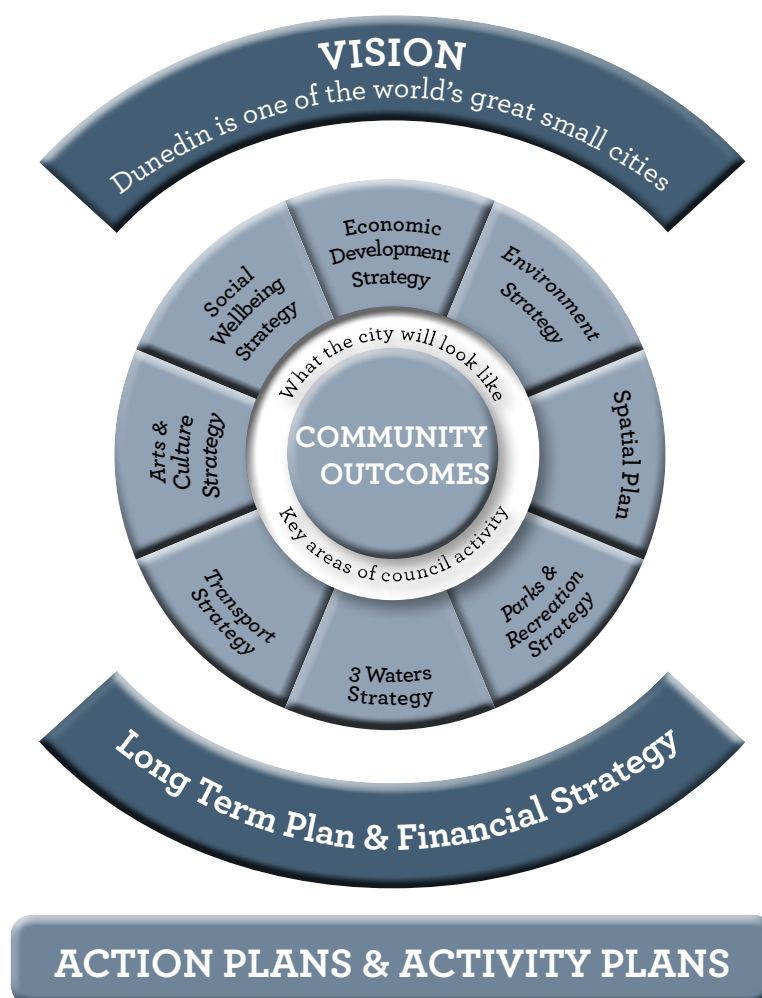 VISION
Dunedin is one of the world's great small cities
Economic
Development
Strategy
Environment
Strategy
Spatial Plan
Parks &
Recreation
Strategy
3 Waters
Strategy
Transport
Strategy
Arts &
Culture
Strategy
Social
Wellbeing
Strategy
What the city will look like
COMMUNITY
OUTCOMES
Key areas of council activity
Long Term Plan & Financial Strategy
ACTION PLANS & ACTIVITY PLANS